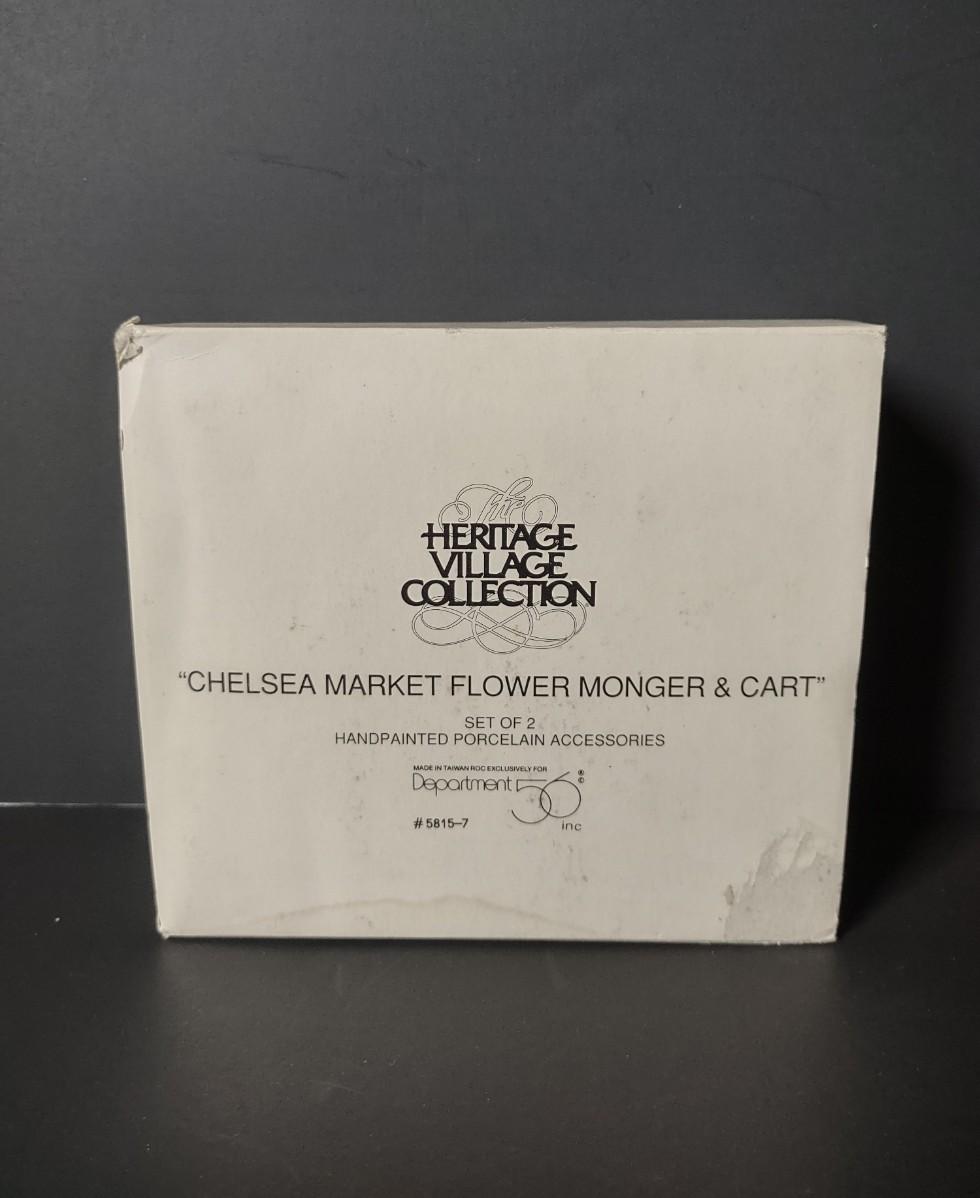 The
HERITAGE
VILLAGE
COLLECTION
“CHELSEA MARKET FLOWER MONGER & CART”
SET OF 2
HANDPAINTED PORCELAIN ACCESSORIES
MADE IN TAIWAN ROC EXCLUSIVELY FOR
Department 56 ® ©
inc
# 5815–7